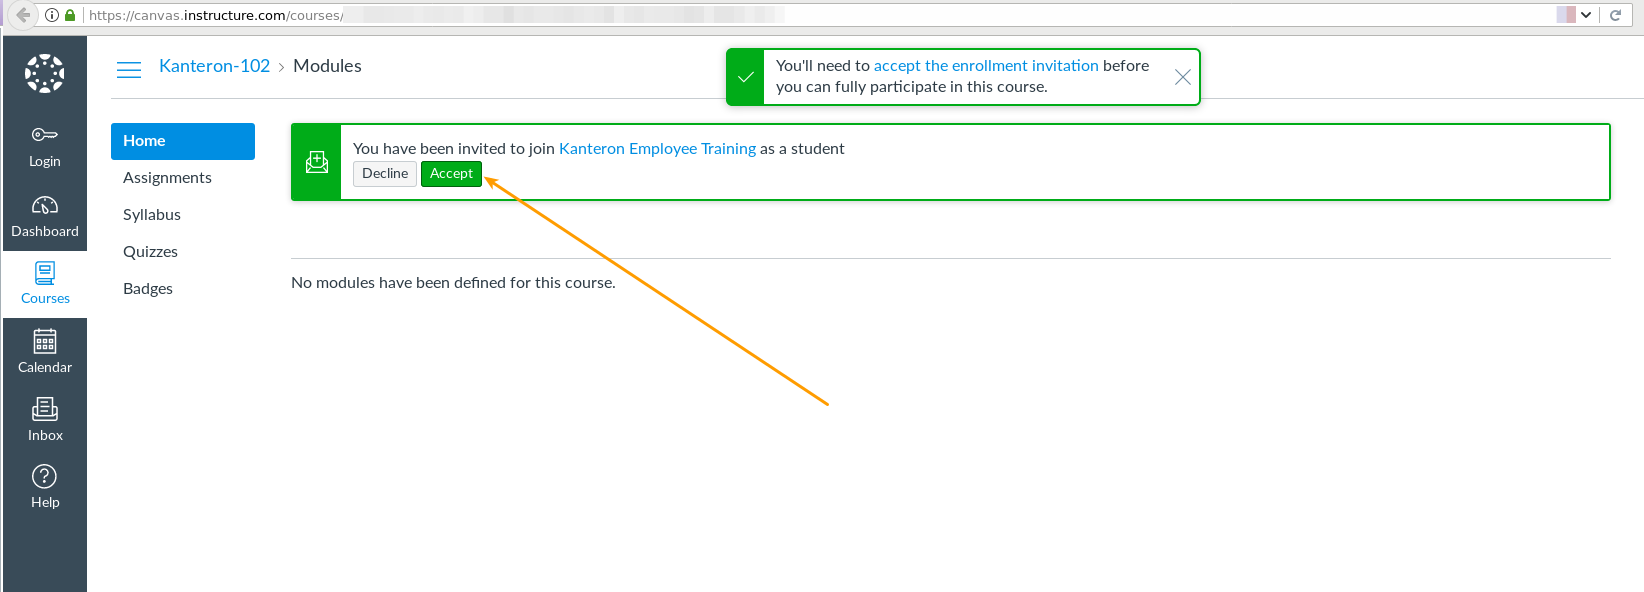 https://canvas.instructure.com/courses/
Kanteron-102 > Modules
You'll need to accept the enrollment invitation before
you can fully participate in this course.
Login
Dashboard
Courses
Calendar
Inbox
Help
Home
Assignments
Syllabus
Quizzes
Badges
You have been invited to join Kanteron Employee Training as a student
Decline Accept
No modules have been defined for this course.